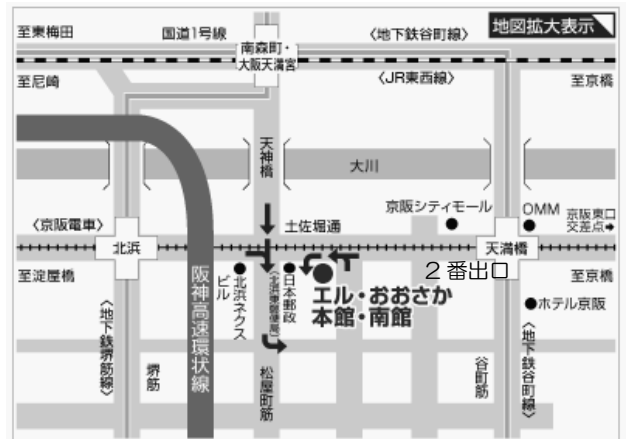 至東梅田
国道1号線
〈地下鉄谷町線〉
地図拡大表示
南森町・
大阪天満宮
至尼崎
〈JR東西線〉
至京橋
天神橋
大川
京阪シティモール
OMM
京阪東口
交差点➡
〈京阪電車〉
土佐堀通
北浜
天満橋
2番出口
至淀屋橋
至京橋
阪神高速環状線
北浜ネクス
ビル
日本郵政
〈北浜東郵便局〉
エル・おおさか
本館・南館
ホテル京阪
〈地下鉄堺筋線〉
堺筋
松屋町筋
谷町筋
〈地下鉄谷町線〉